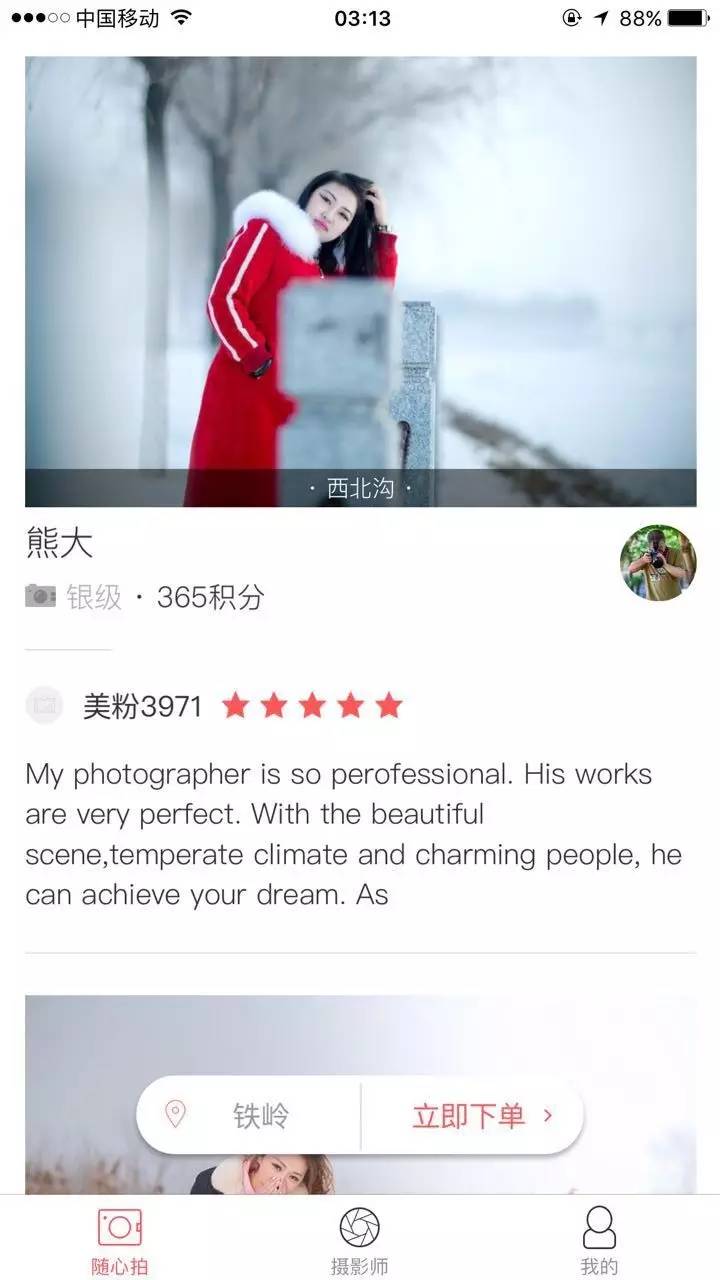 中国移动
03:13
88%
· 西北沟 ·
熊大
银级 · 365积分
美粉3971
My photographer is so perofessional. His works
are very perfect. With the beautiful
scene,temperate climate and charming people, he
can achieve your dream. As
铁岭
立即下单 >
随心拍
摄影师
我的